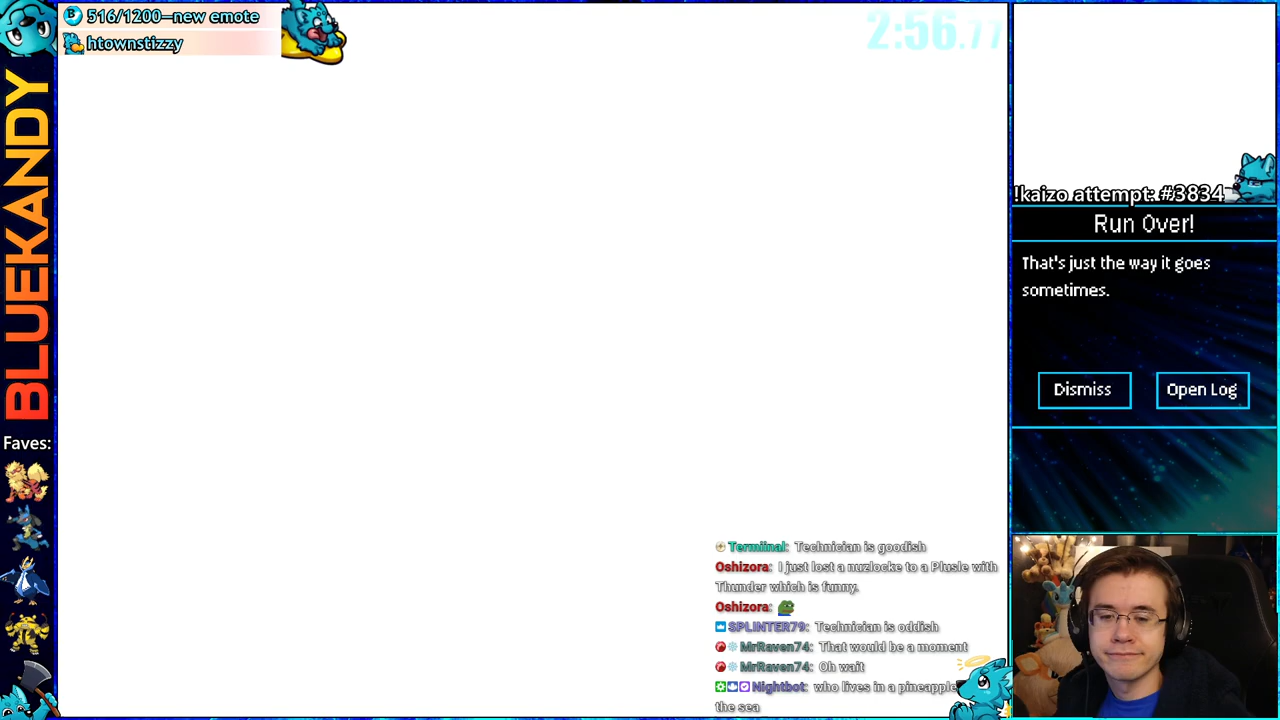 516/1200—new emote
htownstizzy
2:56.77
BLUEKANDY
Faves:
!kaizo attempt: #3834
Run Over!
That's just the way it goes
sometimes.
Dismiss
Open Log
Termiinal: Technician is goodish
Oshizora: I just lost a nuzlocke to a Plusle with
Thunder which is funny.
Oshizora:
SPLINTER79: Technician is oddish
MrRaven74: That would be a moment
MrRaven74: Oh wait
Nightbot: who lives in a pineapple
the sea